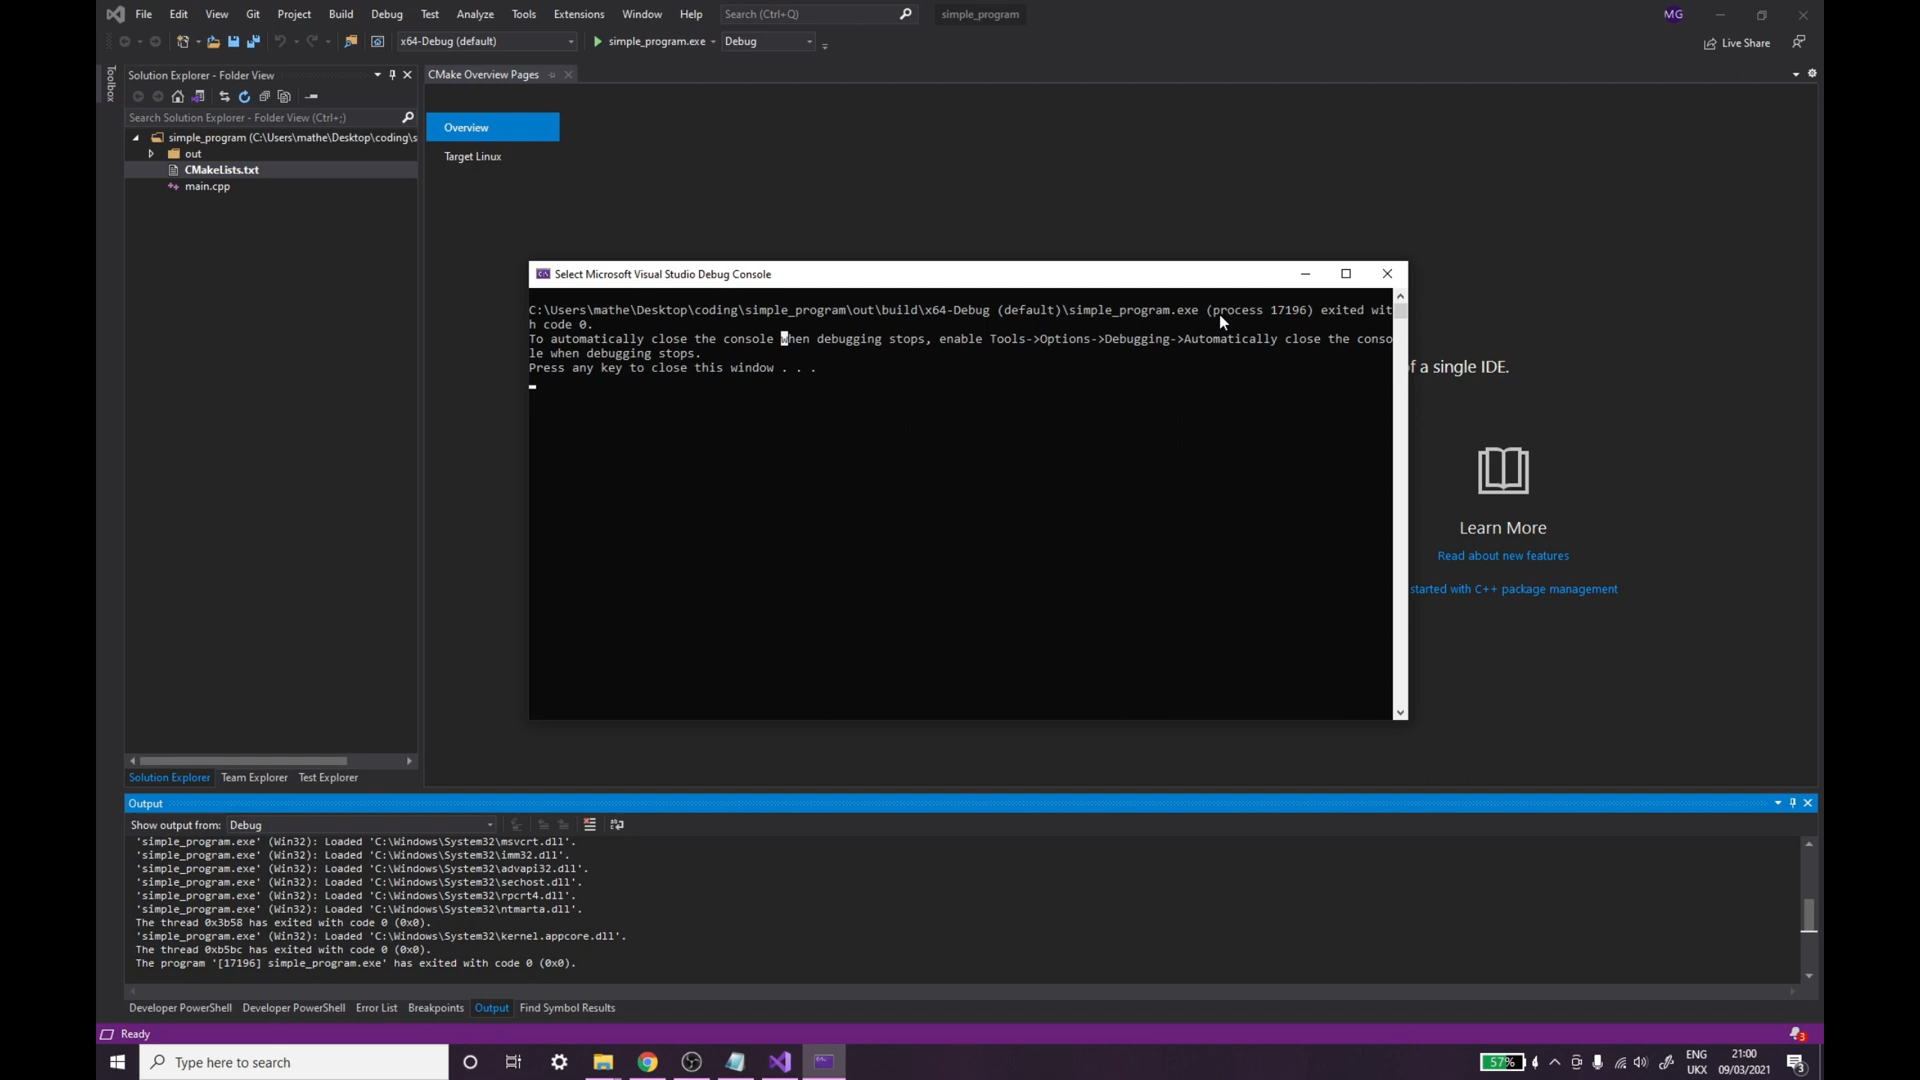 File Edit View Git Project Build Debug Test Analyze Tools Extensions Window Help Search (Ctrl+Q) simple_program MG
x64-Debug (default) simple_program.exe Debug Live Share
Toolbox
Solution Explorer - Folder View
Search Solution Explorer - Folder View (Ctrl+;)
simple_program (C:\Users\mathe\Desktop\coding\s
out
CMakeLists.txt
main.cpp
CMake Overview Pages
Overview
Target Linux
Select Microsoft Visual Studio Debug Console
C:\Users\mathe\Desktop\coding\simple_program\out\build\x64-Debug (default)\simple_program.exe (process 17196) exited wit
h code 0.
To automatically close the console when debugging stops, enable Tools->Options->Debugging->Automatically close the conso
le when debugging stops.
Press any key to close this window . . .
f a single IDE.
Learn More
Read about new features
started with C++ package management
Solution Explorer Team Explorer Test Explorer
Output
Show output from: Debug
'simple_program.exe' (Win32): Loaded 'C:\Windows\System32\msvcrt.dll'.
'simple_program.exe' (Win32): Loaded 'C:\Windows\System32\imm32.dll'.
'simple_program.exe' (Win32): Loaded 'C:\Windows\System32\advapi32.dll'.
'simple_program.exe' (Win32): Loaded 'C:\Windows\System32\sechost.dll'.
'simple_program.exe' (Win32): Loaded 'C:\Windows\System32\rpcrt4.dll'.
'simple_program.exe' (Win32): Loaded 'C:\Windows\System32\ntmarta.dll'.
The thread 0x3b58 has exited with code 0 (0x0).
'simple_program.exe' (Win32): Loaded 'C:\Windows\System32\kernel.appcore.dll'.
The thread 0xb5bc has exited with code 0 (0x0).
The program '[17196] simple_program.exe' has exited with code 0 (0x0).
Developer PowerShell Developer PowerShell Error List Breakpoints Output Find Symbol Results
Ready 3
Type here to search 57% ENG 21:00
UKX 09/03/2021 3